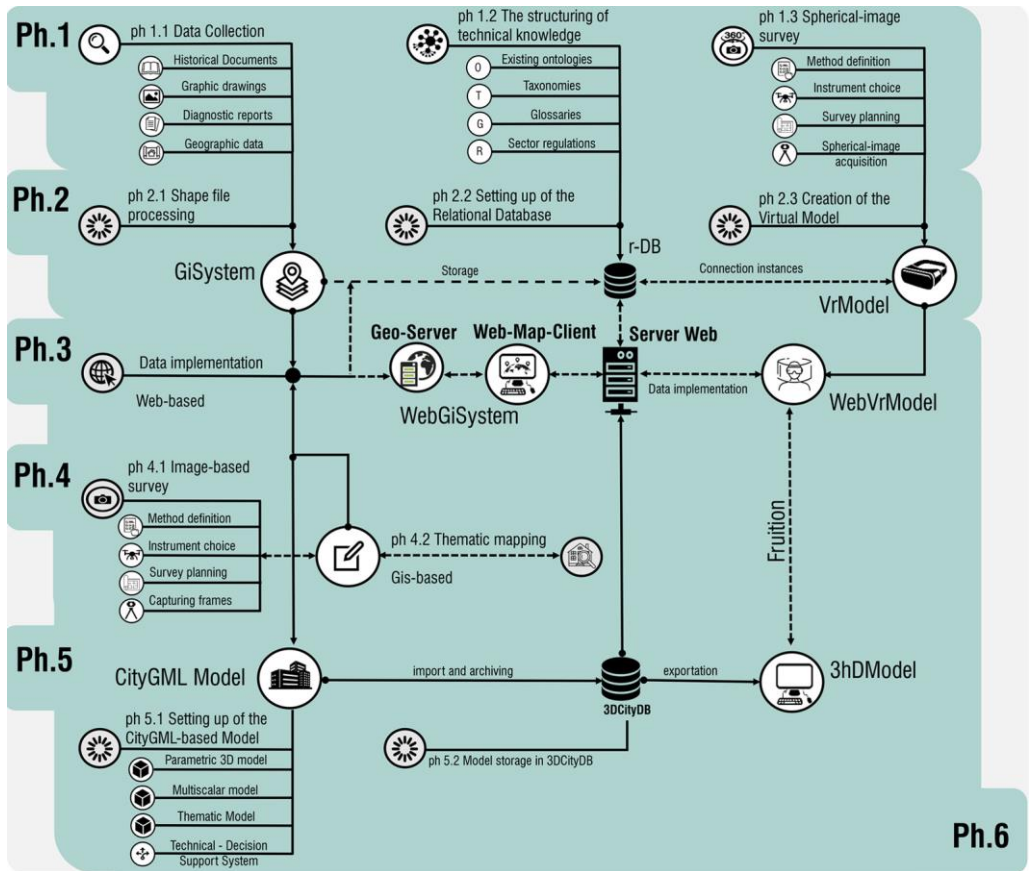 Ph.1
ph 1.1 Data Collection
Historical Documents
Graphic drawings
Diagnostic reports
Geographic data
ph 1.2 The structuring of
technical knowledge
O
Existing ontologies
T
Taxonomies
G
Glossaries
R
Sector regulations
360°
ph 1.3 Spherical-image
survey
Method definition
Instrument choice
Survey planning
Spherical-image
acquisition
Ph.2
ph 2.1 Shape file
processing
ph 2.2 Setting up of the
Relational Database
ph 2.3 Creation of the
Virtual Model
GiSystem
Storage
r-DB
Connection instances
VrModel
Ph.3
Data implementation
Web-based
Geo-Server
Web-Map-Client
Server Web
WebGiSystem
Data implementation
WebVrModel
Ph.4
ph 4.1 Image-based
survey
Method definition
Instrument choice
Survey planning
Capturing frames
ph 4.2 Thematic mapping
Gis-based
Fruition
Ph.5
CityGML Model
import and archiving
3DCityDB
exportation
3hDModel
ph 5.1 Setting up of the
CityGML-based Model
Parametric 3D model
Multiscalar model
Thematic Model
Technical - Decision
Support System
ph 5.2 Model storage in 3DCityDB
Ph.6